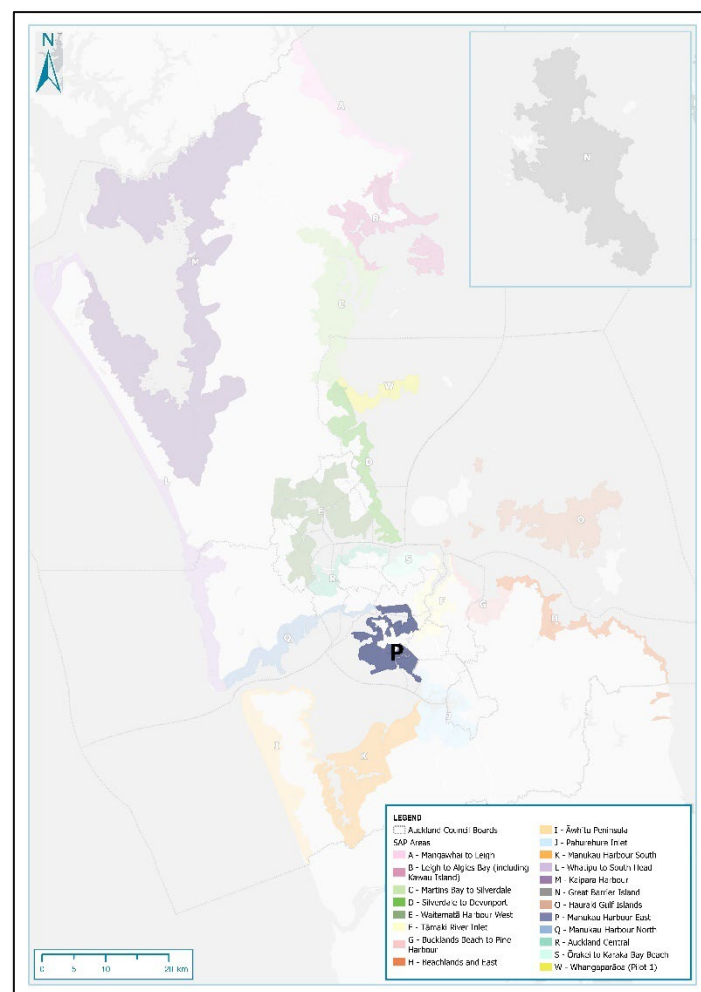 N
A
N
B
M
C
W
L
D
E
O
S
R
F
G
H
Q
P
J
I
K
LEGEND
Auckland Council Boards
SAP Areas
A - Mangawhai to Leigh
B - Leigh to Algies Bay (including
Kawau Island)
C - Martins Bay to Silverdale
D - Silverdale to Devonport
E - Waitematā Harbour West
F - Tāmaki River Inlet
G - Bucklands Beach to Pine
Harbour
H - Beachlands and East
I - Āwhitu Peninsula
J - Pahurehure Inlet
K - Manukau Harbour South
L - Whatipu to South Head
M - Kaipara Harbour
N - Great Barrier Island
O - Hauraki Gulf Islands
P - Manukau Harbour East
Q - Manukau Harbour North
R - Auckland Central
S - Ōrakei to Karaka Bay Beach
W - Whangaparāoa (Pilot 1)
0 5 10 20 km